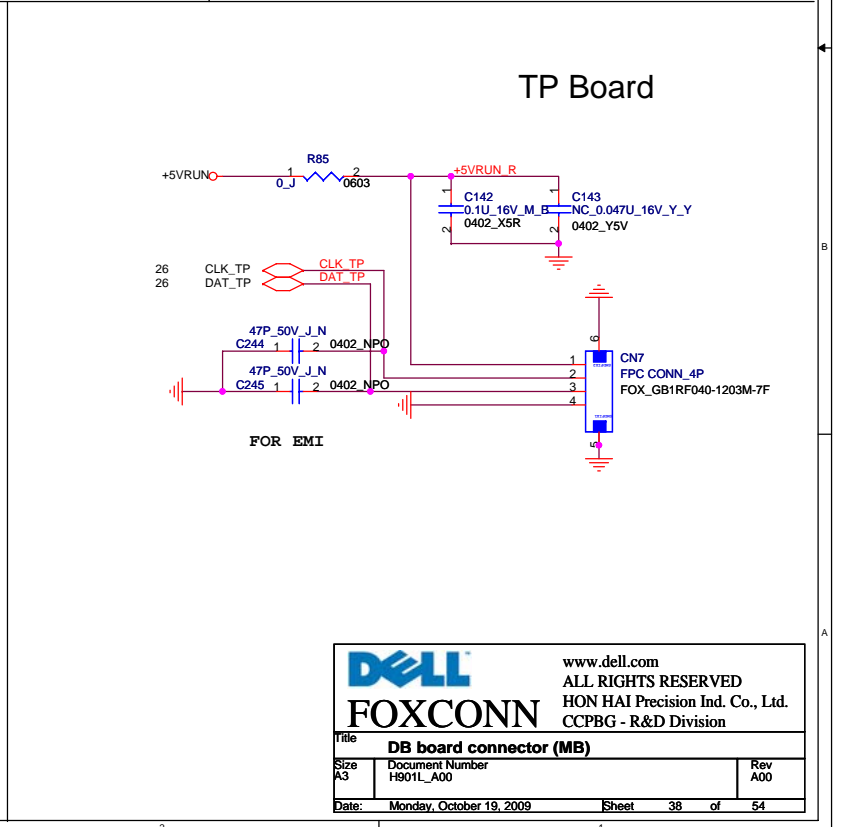 TP Board
R85
+5VRUN
1
2
0_J
0603
+5VRUN_R
1
C142
0.1U_16V_M_B
0402_X5R
2
1
C143
NC_0.047U_16V_Y_Y
0402_Y5V
2
B
26
CLK_TP
CLK_TP
26
DAT_TP
DAT_TP
47P_50V_J_N
C244
1
2
0402_NPO
47P_50V_J_N
C245
1
2
0402_NPO
FOR EMI
6
1
2
3
4
5
CN7
FPC CONN_4P
FOX_GB1RF040-1203M-7F
A
DELL
FOXCONN
www.dell.com
ALL RIGHTS RESERVED
HON HAI Precision Ind. Co., Ltd.
CCPBG - R&D Division
Title
DB board connector (MB)
Size
A3
Document Number
H901L_A00
Rev
A00
Date:
Monday, October 19, 2009
Sheet
38
of
54